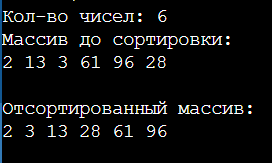 Кол-во чисел: 6
Массив до сортировки:
2 13 3 61 96 28
Отсортированный массив:
2 3 13 28 61 96